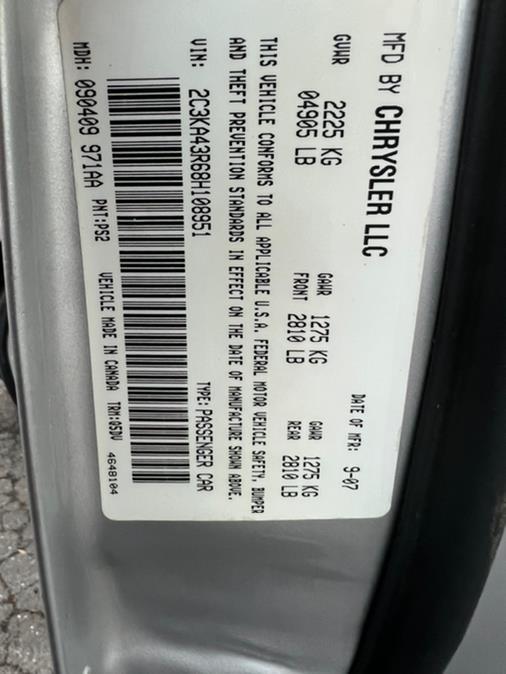 MFD BY CHRYSLER LLC
DATE OF MFR: 9-07
GVWR 2225 KG
04905 LB
GAWR FRONT 1275 KG
2810 LB
GAWR REAR 1275 KG
2810 LB
THIS VEHICLE CONFORMS TO ALL APPLICABLE U.S.A. FEDERAL MOTOR VEHICLE SAFETY, BUMPER
AND THEFT PREVENTION STANDARDS IN EFFECT ON THE DATE OF MANUFACTURE SHOWN ABOVE.
VIN: 2C3KA43R68H108951
TYPE: PASSENGER CAR
MDH: 090409 971AA PNT: PS2
VEHICLE MADE IN CANADA TRM: 05DV
4648104